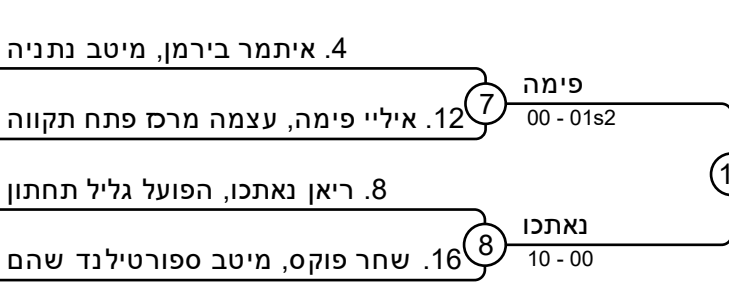 4. איתמר בירמן, מיטב נתניה
פימה
7
12. אילײ פימה, עצמה מרכז פתח תקווה
00 - 01s2
1
8. ריאן נאתכו, הפועל גליל תחתון
נאתכו
8
16. שחר פוקס, מיטב ספורטילנד שהם
10 - 00